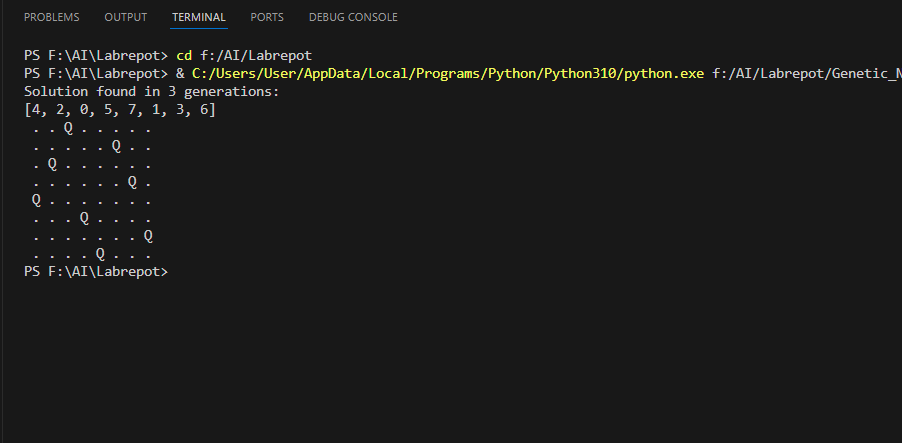 PROBLEMS OUTPUT TERMINAL PORTS DEBUG CONSOLE
PS F:\AI\Labrepot> cd f:/AI/Labrepot
PS F:\AI\Labrepot> & C:/Users/User/AppData/Local/Programs/Python/Python310/python.exe f:/AI/Labrepot/Genetic_N
Solution found in 3 generations:
[4, 2, 0, 5, 7, 1, 3, 6]
. . Q . . . . .
. . . . . Q . .
. Q . . . . . .
. . . . . . Q .
Q . . . . . . .
. . . Q . . . .
. . . . . . . Q
. . . . Q . . .
PS F:\AI\Labrepot>